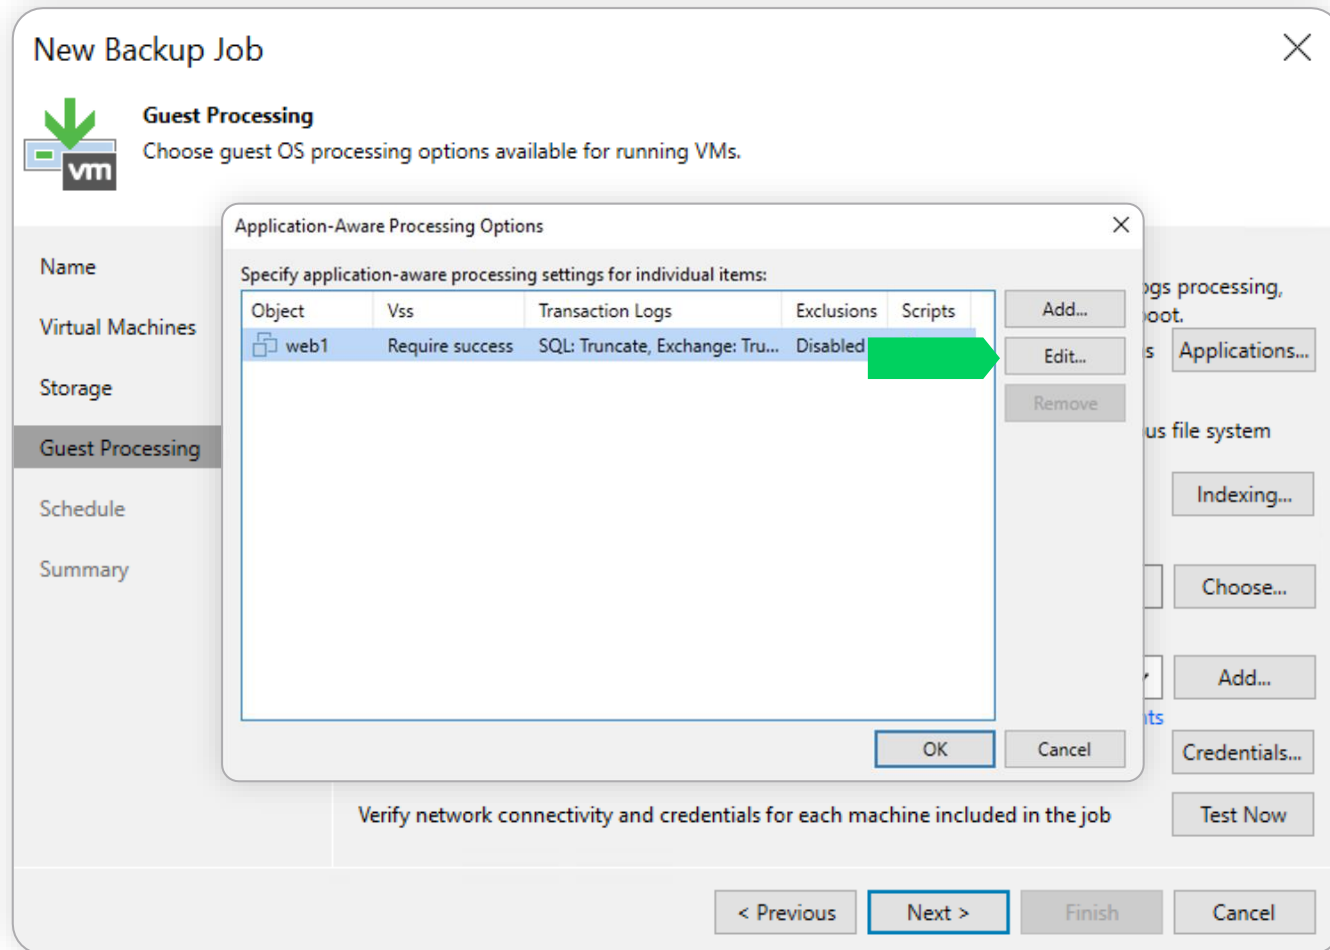 New Backup Job
Guest Processing
Choose guest OS processing options available for running VMs.
vm
Application-Aware Processing Options
Specify application-aware processing settings for individual items:
Object Vss Transaction Logs Exclusions Scripts
web1 Require success SQL: Truncate, Exchange: Tru... Disabled
Add...
Edit...
Remove
OK Cancel
Name
Virtual Machines
Storage
Guest Processing
Schedule
Summary
processing,
Applications...
file system
Indexing...
Choose...
Add...
Credentials...
Verify network connectivity and credentials for each machine included in the job Test Now
< Previous Next > Finish Cancel